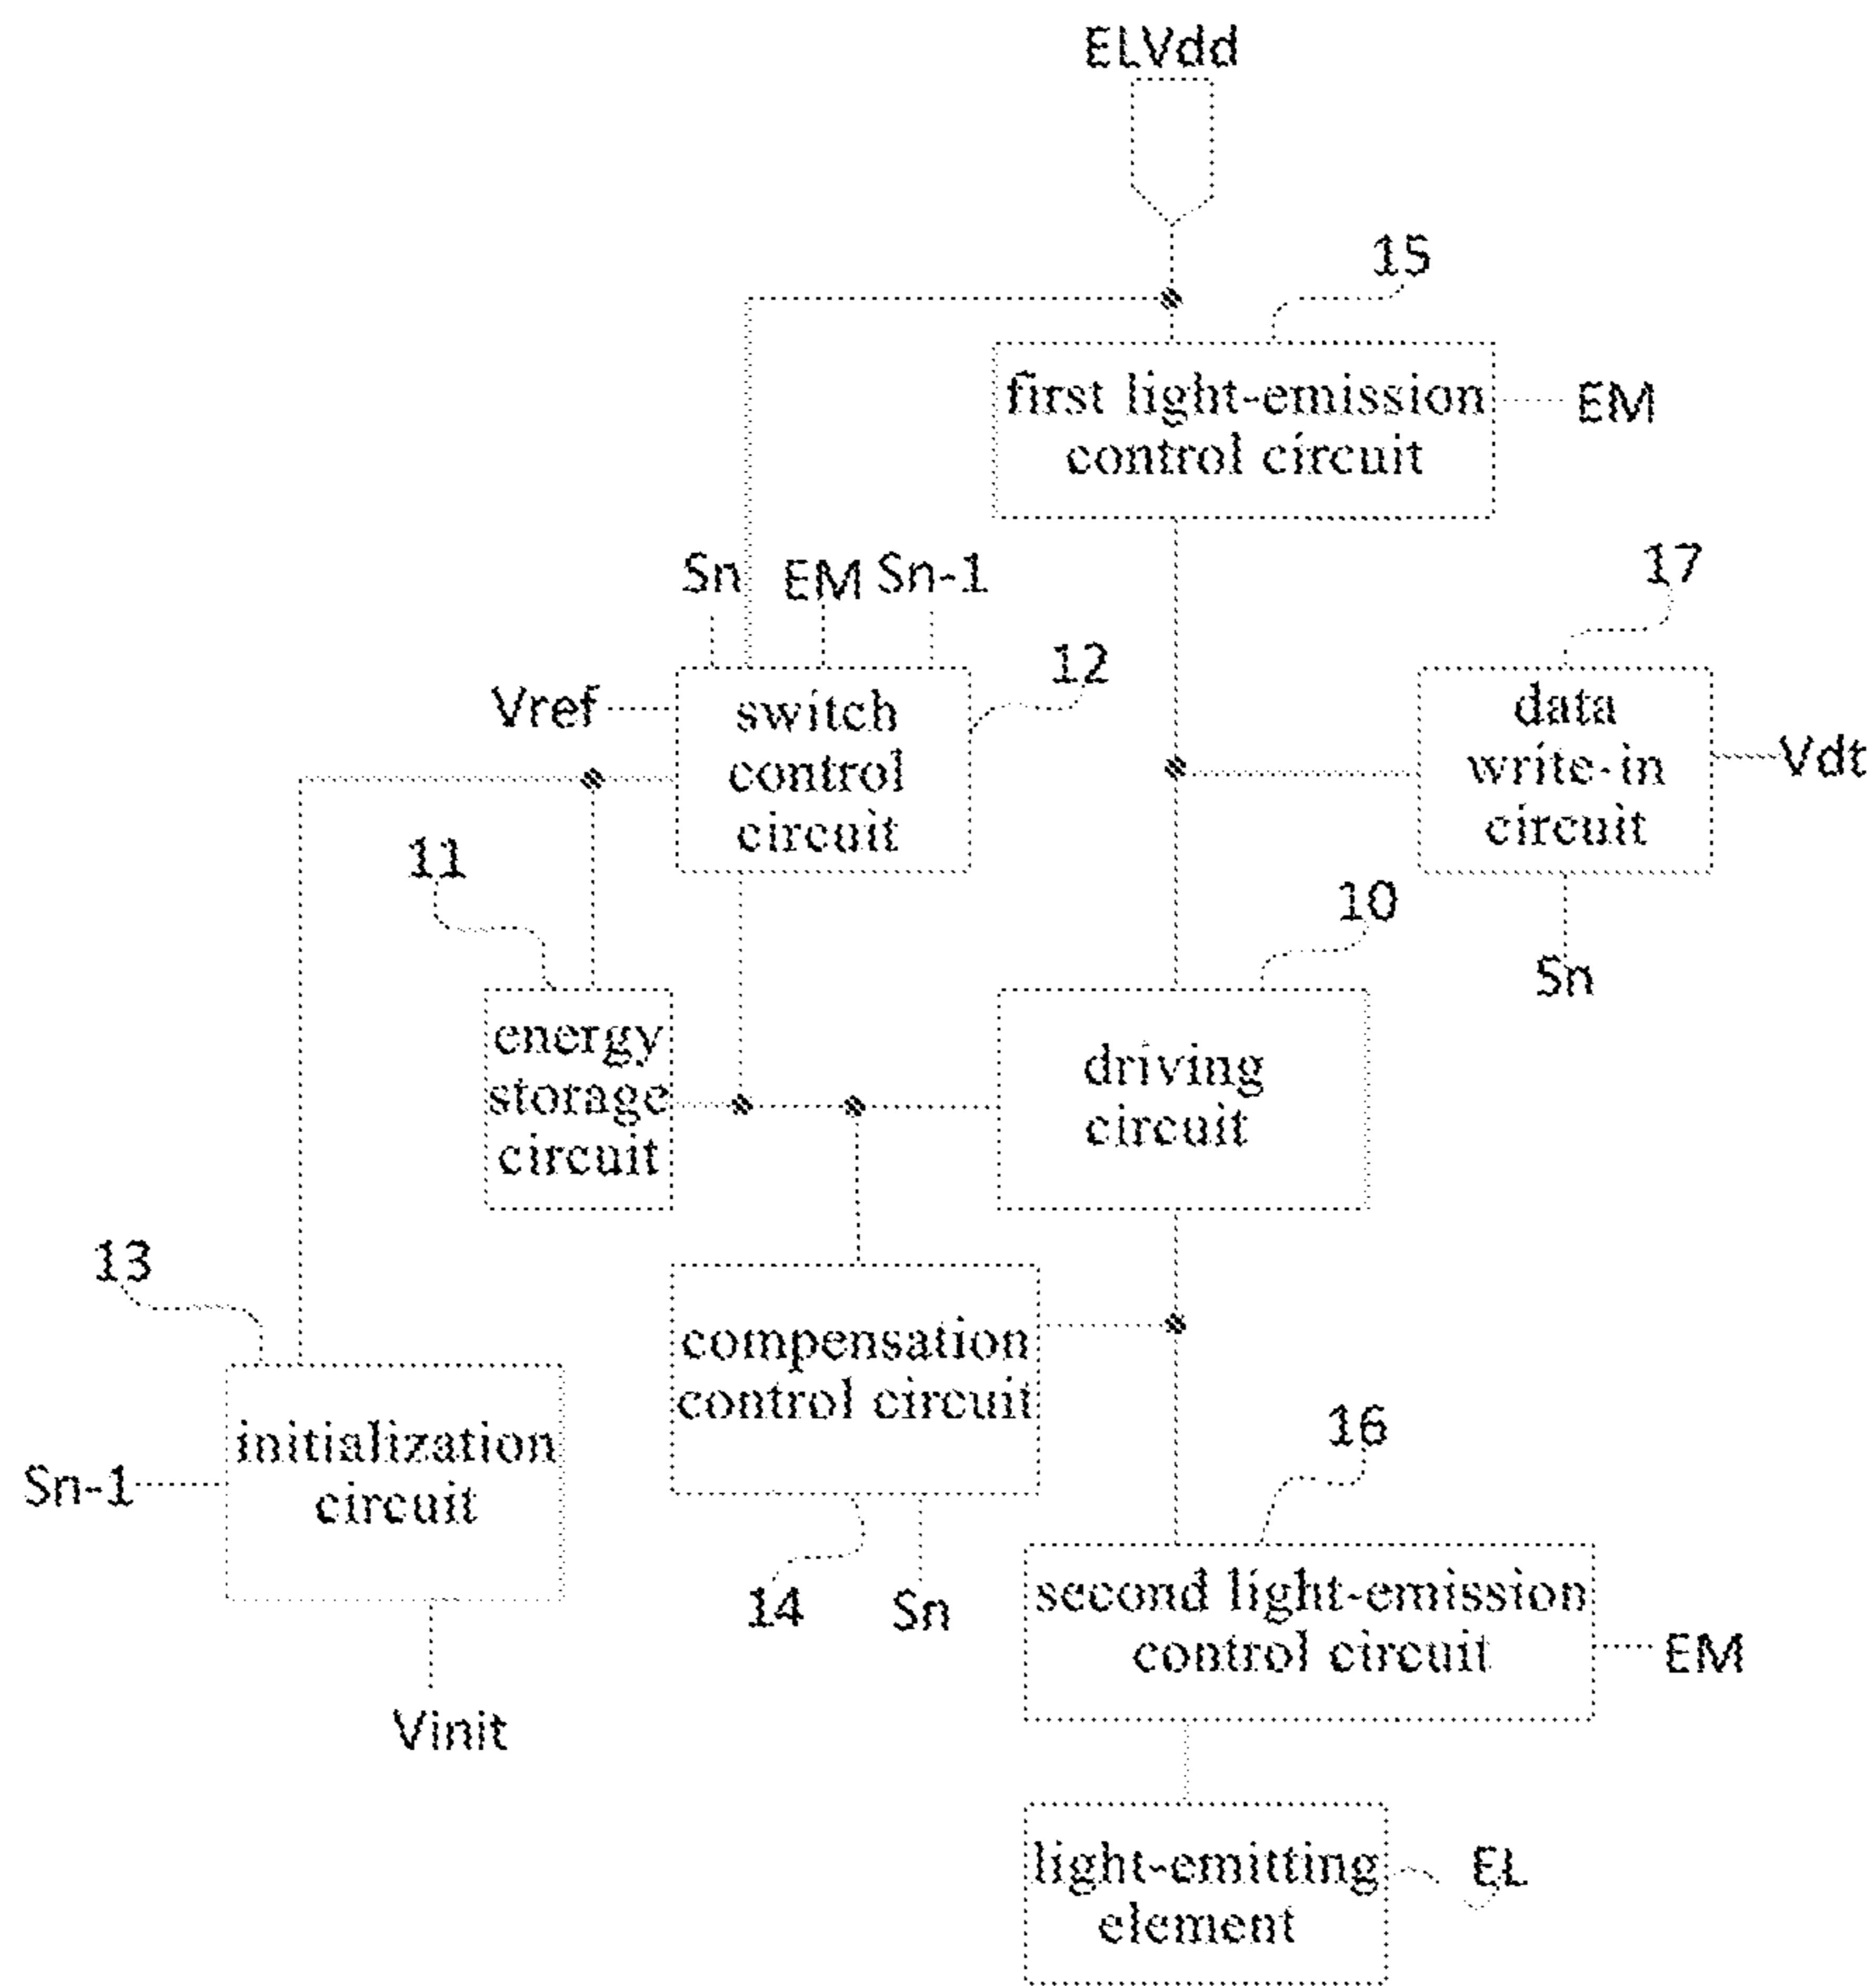 ELVdd
15
first light-emission
control circuit
EM
Sn EM Sn-1
17
12
Vref
switch
control
circuit
data
write-in
circuit
Vdt
11
10
Sn
energy
storage
circuit
driving
circuit
13
compensation
control circuit
16
initialization
circuit
Sn-1
14
Sn
second light-emission
control circuit
EM
Vinit
light-emitting
element
EL